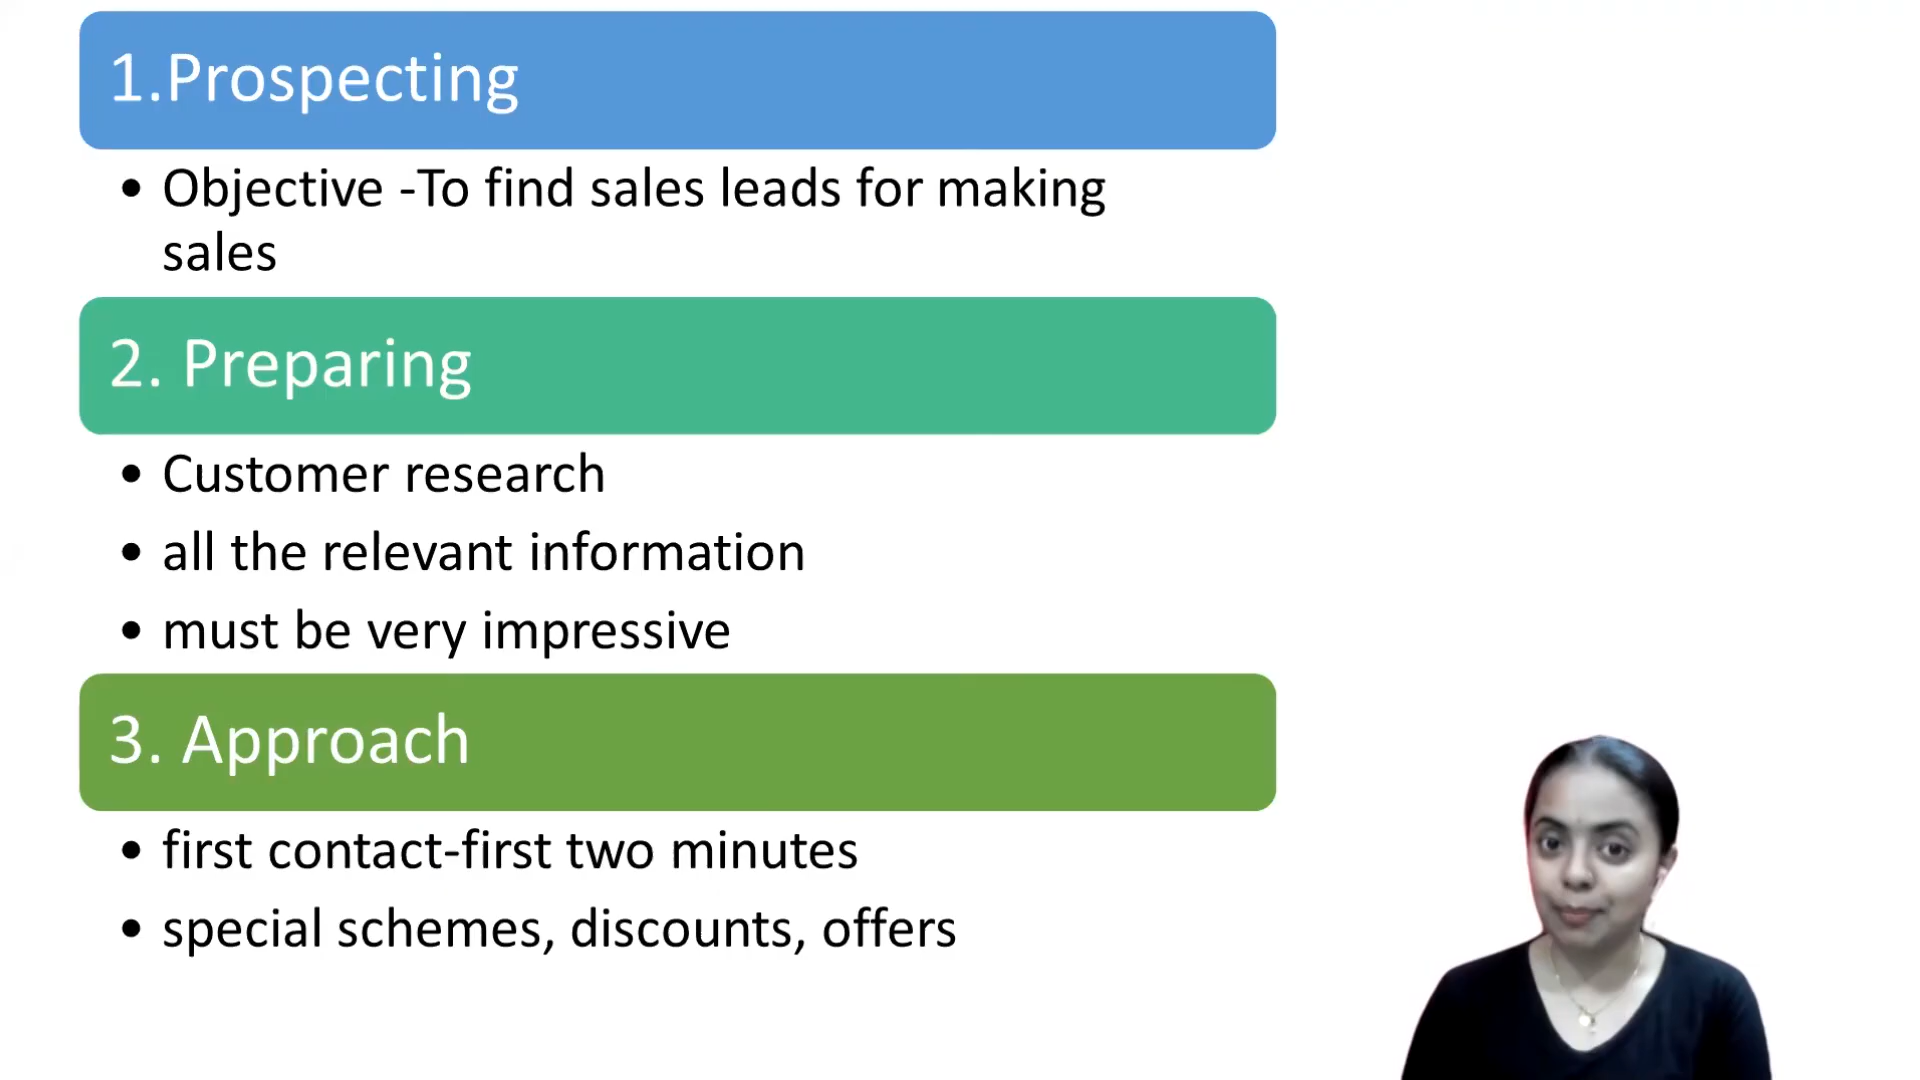 1.Prospecting
• Objective -To find sales leads for making
sales
2. Preparing
• Customer research
• all the relevant information
• must be very impressive
3. Approach
• first contact-first two minutes
• special schemes, discounts, offers